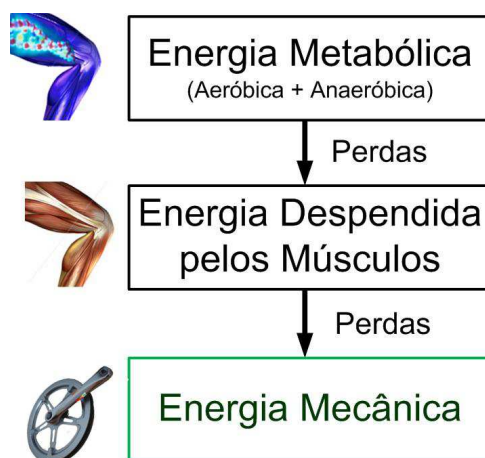 Energia Metabólica
(Aeróbica + Anaeróbica)
Perdas
Energia Despendida
pelos Músculos
Perdas
Energia Mecânica